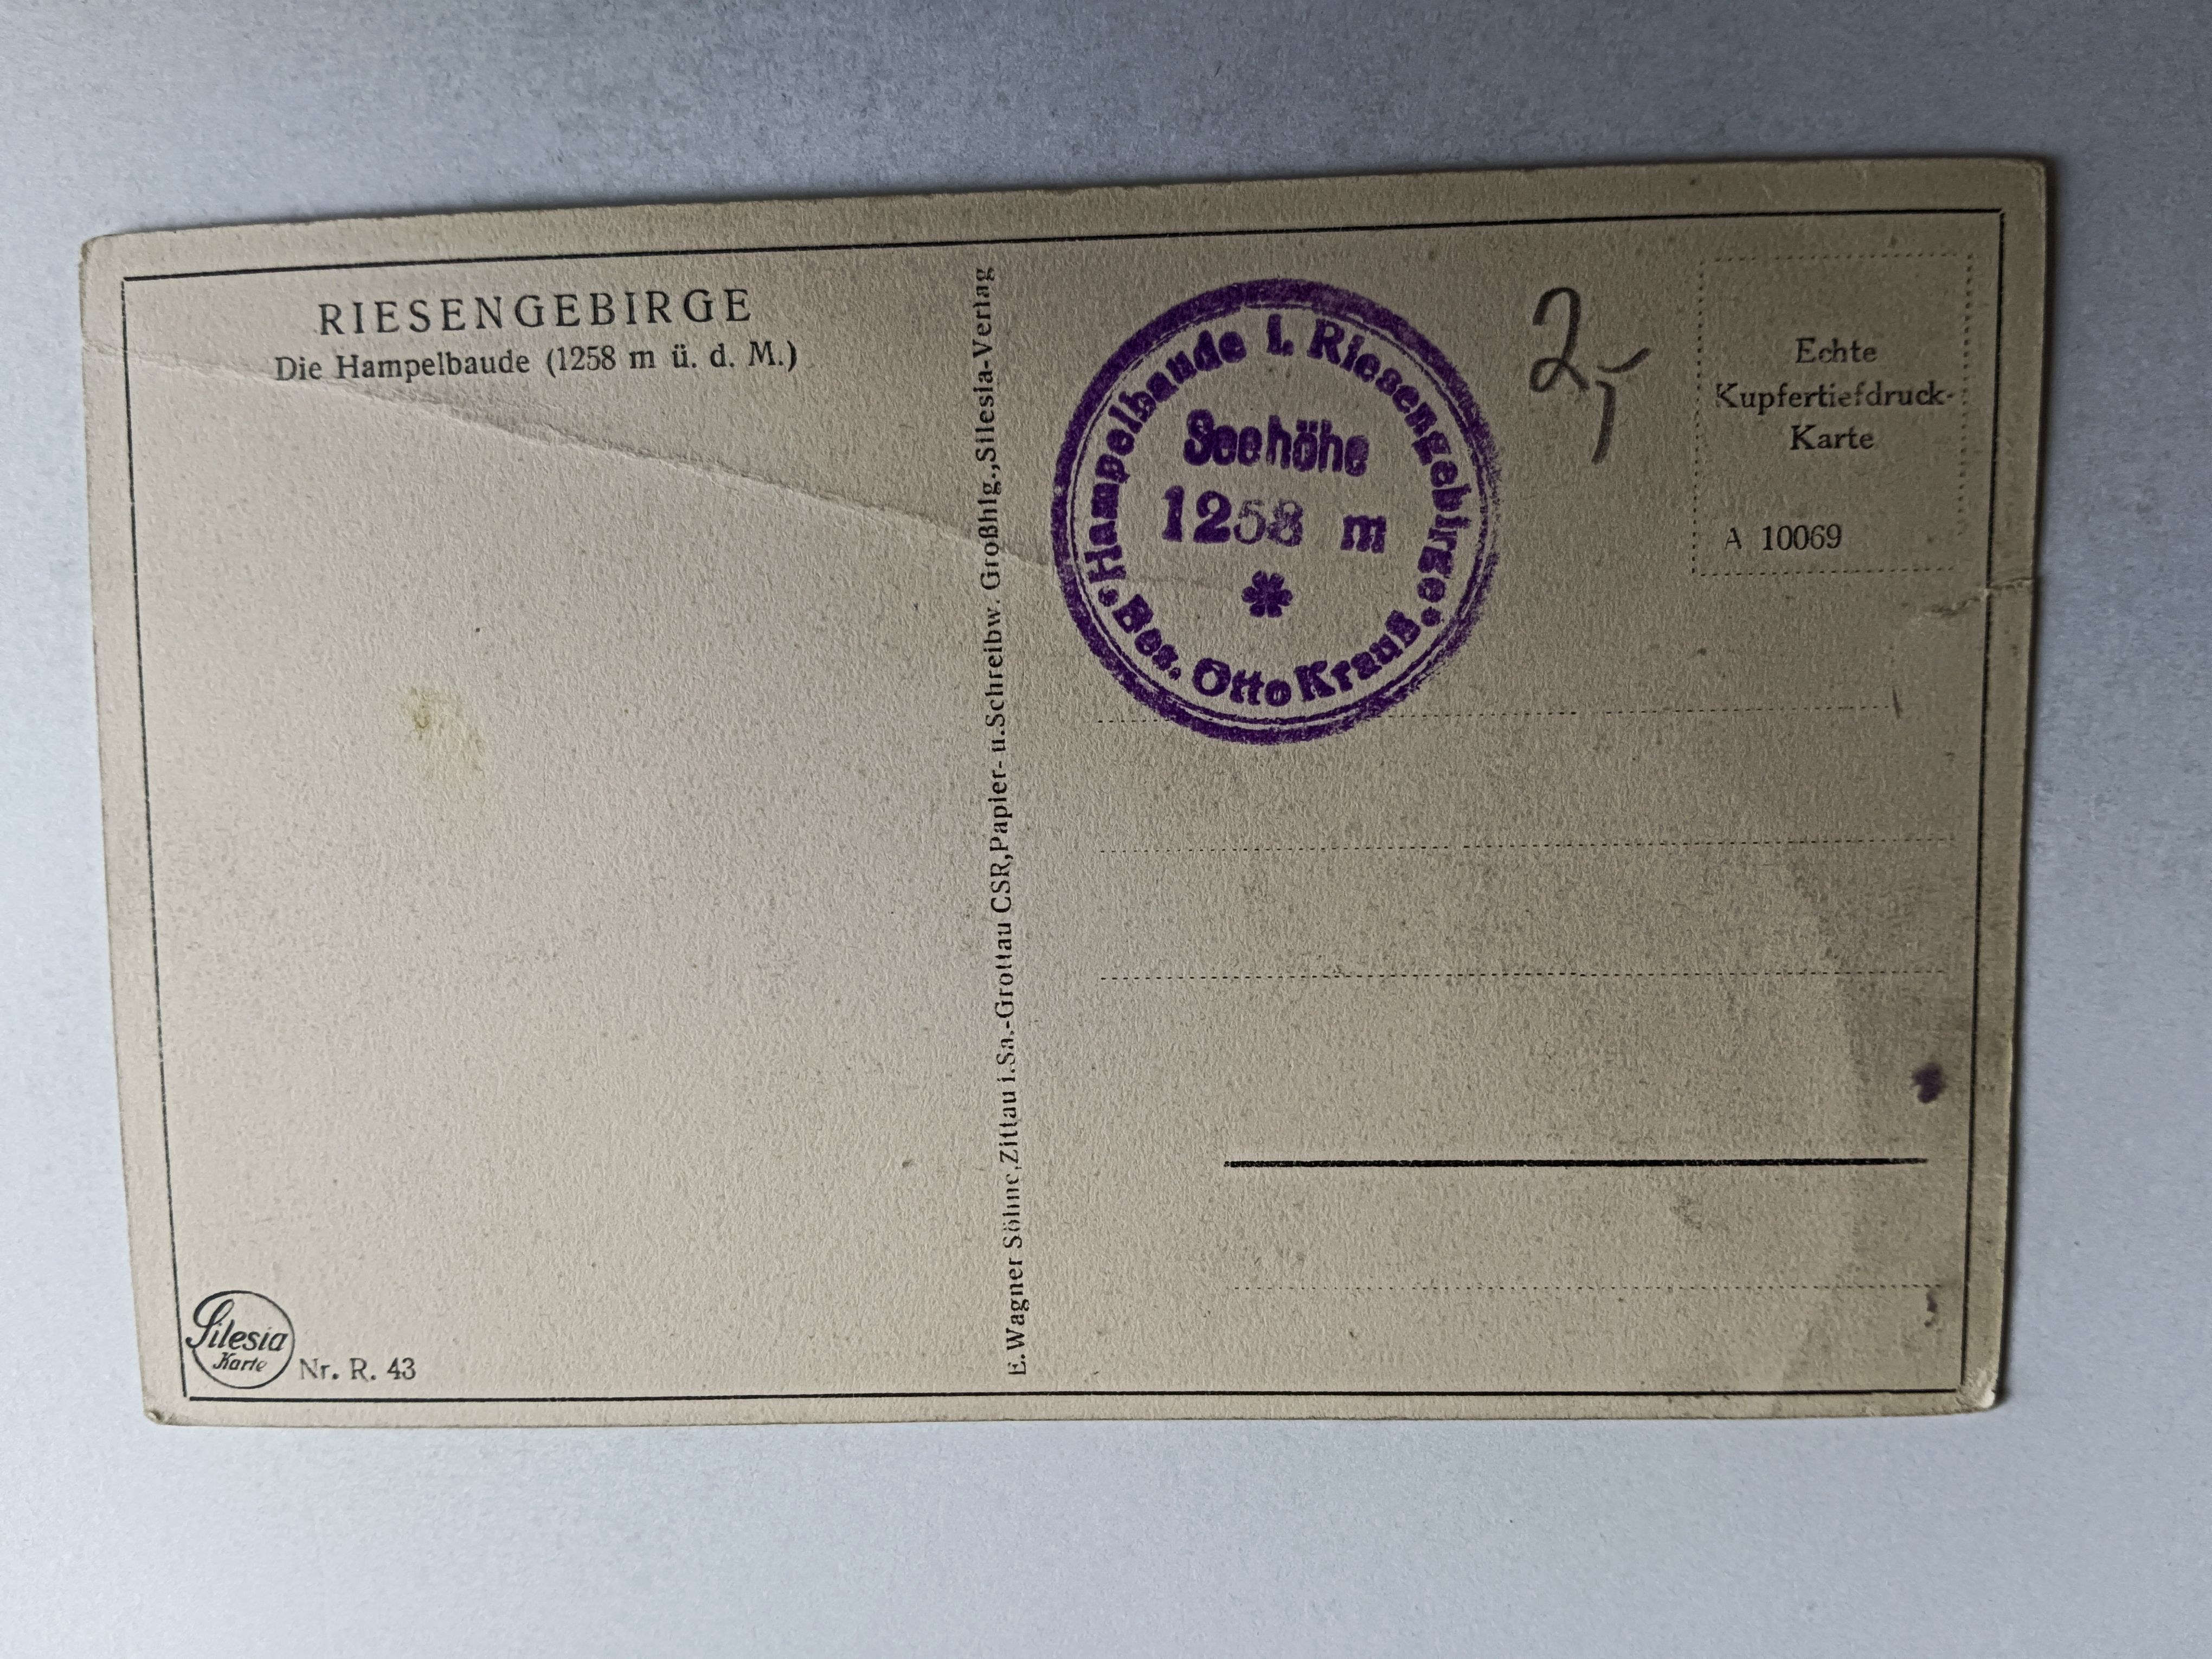 RIESENGEBIRGE
Die Hampelbaude (1258 m ü. d. M.)
E. Wagner Söhne, Zittau i. Sa.-Grottau CSR, Papier- u. Schreibw. Großhlg., Silesia-Verlag
Hampelbaude i. Riesengebirge
Seehöhe
1258 m
Bes. Otto Krauß
2,-
Echte
Kupfertiefdruck-
Karte
A 10069
Silesia
Karte
Nr. R. 43